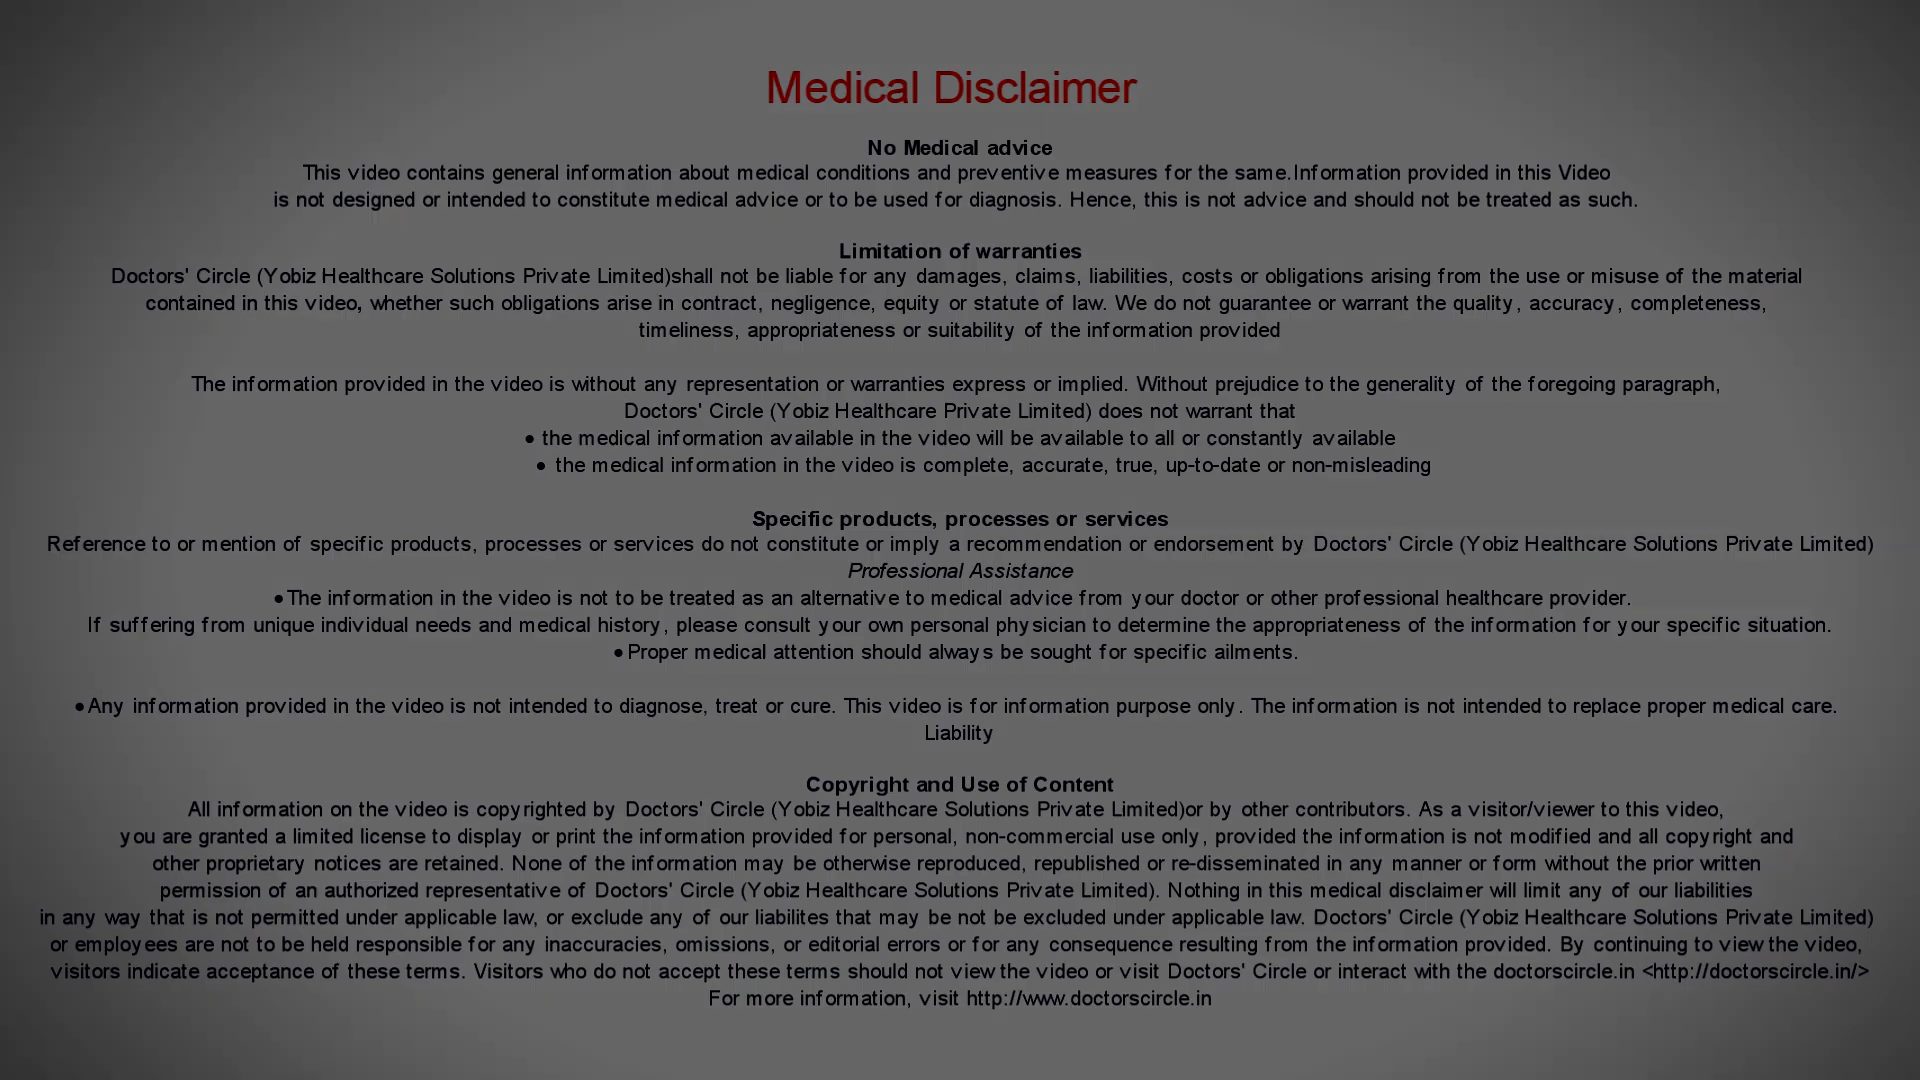 Medical Disclaimer
No Medical advice
This video contains general information about medical conditions and preventive measures for the same.Information provided in this Video
is not designed or intended to constitute medical advice or to be used for diagnosis. Hence, this is not advice and should not be treated as such.
Limitation of warranties
Doctors' Circle (Yobiz Healthcare Solutions Private Limited)shall not be liable for any damages, claims, liabilities, costs or obligations arising from the use or misuse of the material
contained in this video, whether such obligations arise in contract, negligence, equity or statute of law. We do not guarantee or warrant the quality, accuracy, completeness,
timeliness, appropriateness or suitability of the information provided
The information provided in the video is without any representation or warranties express or implied. Without prejudice to the generality of the foregoing paragraph,
Doctors' Circle (Yobiz Healthcare Private Limited) does not warrant that
• the medical information available in the video will be available to all or constantly available
• the medical information in the video is complete, accurate, true, up-to-date or non-misleading
Specific products, processes or services
Reference to or mention of specific products, processes or services do not constitute or imply a recommendation or endorsement by Doctors' Circle (Yobiz Healthcare Solutions Private Limited)
Professional Assistance
•The information in the video is not to be treated as an alternative to medical advice from your doctor or other professional healthcare provider.
If suffering from unique individual needs and medical history, please consult your own personal physician to determine the appropriateness of the information for your specific situation.
•Proper medical attention should always be sought for specific ailments.
•Any information provided in the video is not intended to diagnose, treat or cure. This video is for information purpose only. The information is not intended to replace proper medical care.
Liability
Copyright and Use of Content
All information on the video is copyrighted by Doctors' Circle (Yobiz Healthcare Solutions Private Limited)or by other contributors. As a visitor/viewer to this video,
you are granted a limited license to display or print the information provided for personal, non-commercial use only, provided the information is not modified and all copyright and
other proprietary notices are retained. None of the information may be otherwise reproduced, republished or re-disseminated in any manner or form without the prior written
permission of an authorized representative of Doctors' Circle (Yobiz Healthcare Solutions Private Limited). Nothing in this medical disclaimer will limit any of our liabilities
in any way that is not permitted under applicable law, or exclude any of our liabilites that may be not be excluded under applicable law. Doctors' Circle (Yobiz Healthcare Solutions Private Limited)
or employees are not to be held responsible for any inaccuracies, omissions, or editorial errors or for any consequence resulting from the information provided. By continuing to view the video,
visitors indicate acceptance of these terms. Visitors who do not accept these terms should not view the video or visit Doctors' Circle or interact with the doctorscircle.in <http://doctorscircle.in/>
For more information, visit http://www.doctorscircle.in